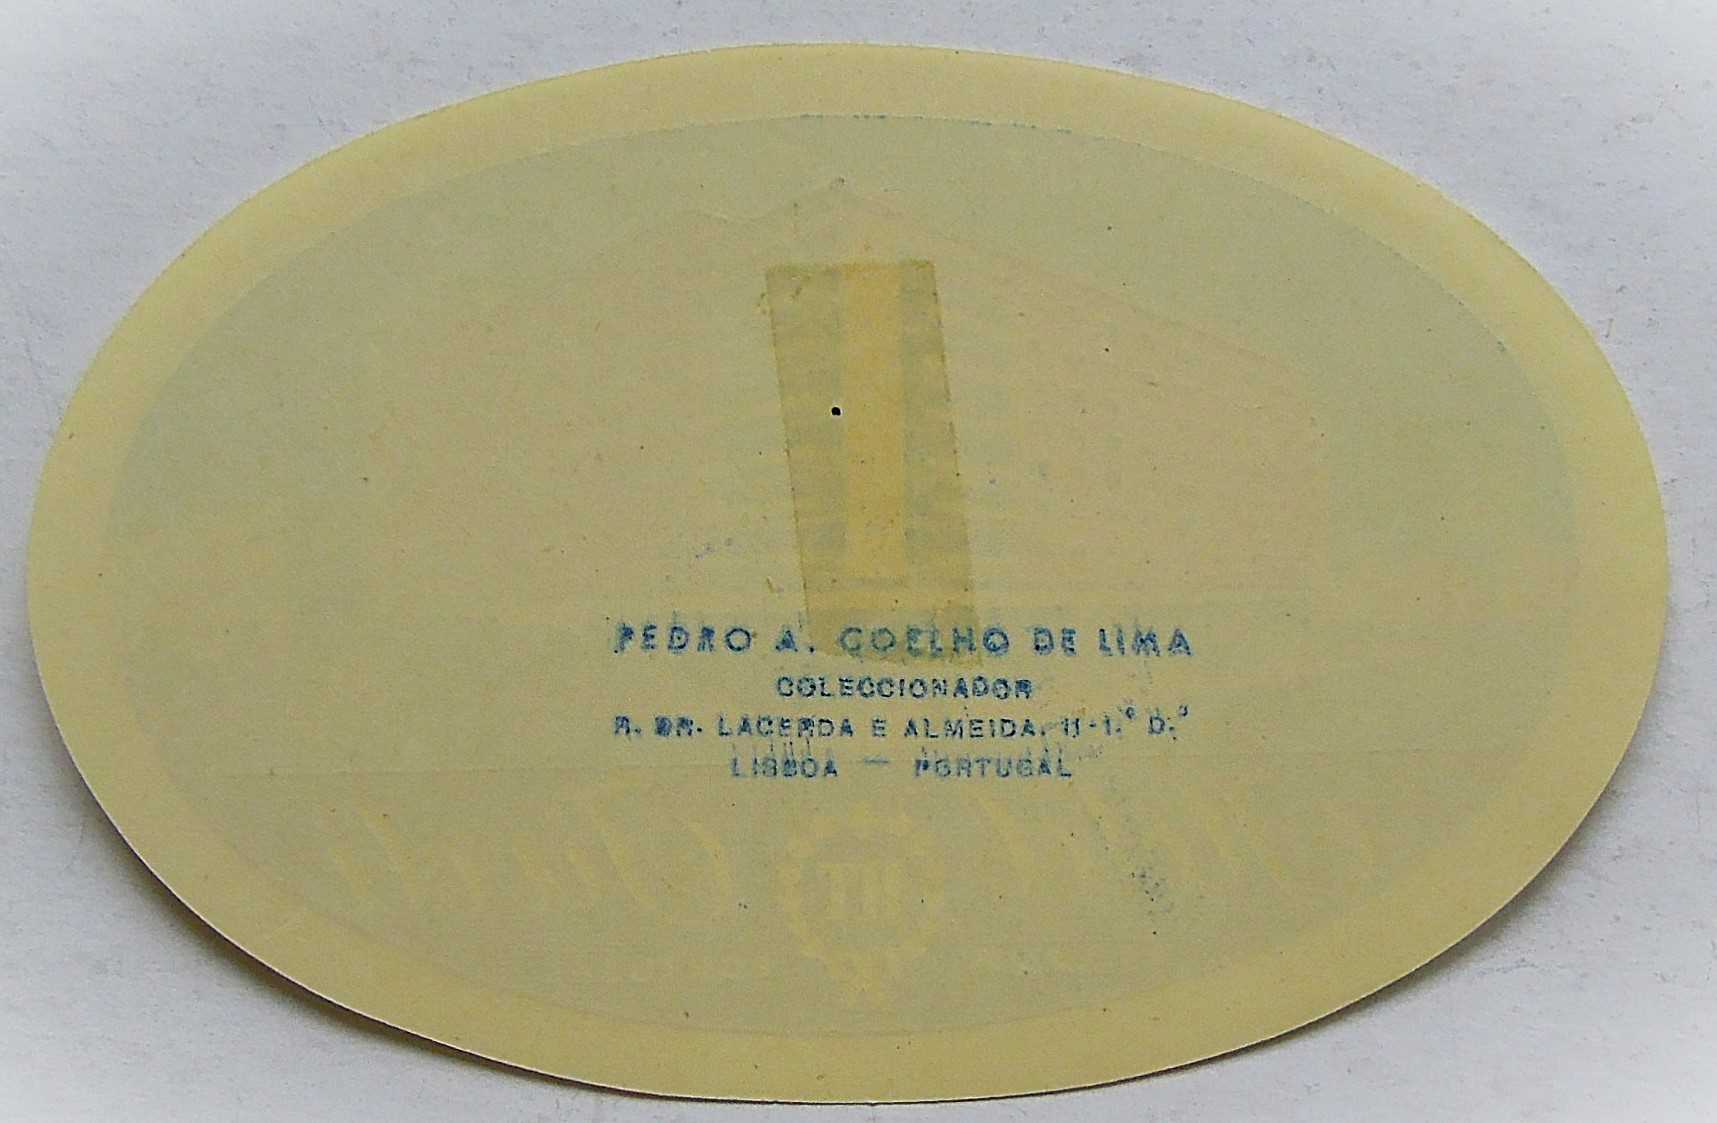 PEDRO A. COELHO DE LIMA
COLECCIONADOR
R. DR. LACERDA E ALMEIDA, 11-1.º D.º
LISBOA — PORTUGAL